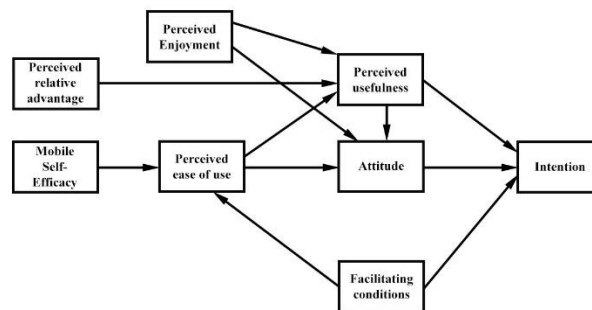 Perceived
Enjoyment
Perceived
relative
advantage
Perceived
usefulness
Mobile
Self-
Efficacy
Perceived
ease of use
Attitude
Intention
Facilitating
conditions